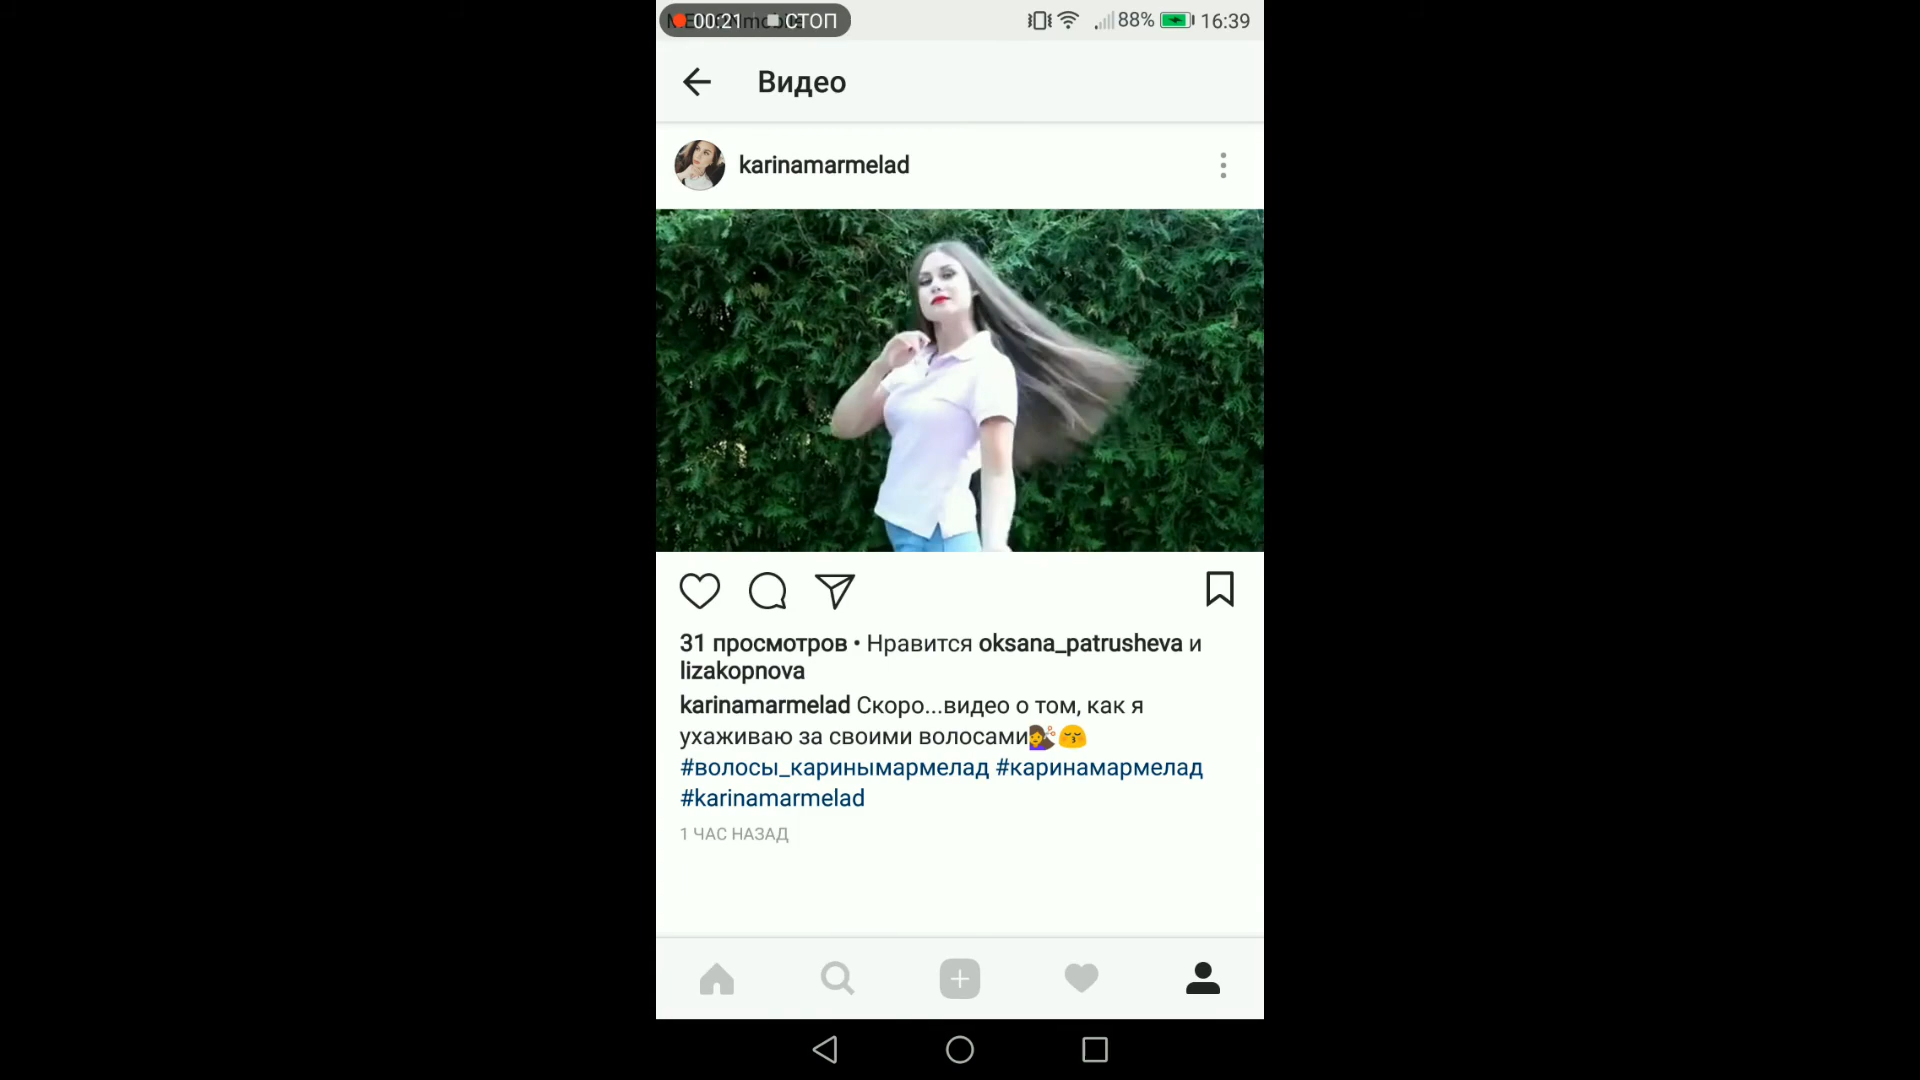 00:21 СТОП 88% 16:39
Видео
karinamarmelad
31 просмотров • Нравится oksana_patrusheva и
lizakopnova
karinamarmelad Скоро...видео о том, как я
ухаживаю за своими волосами💇😚
#волосы_каринымармелад #каринамармелад
#karinamarmelad
1 ЧАС НАЗАД